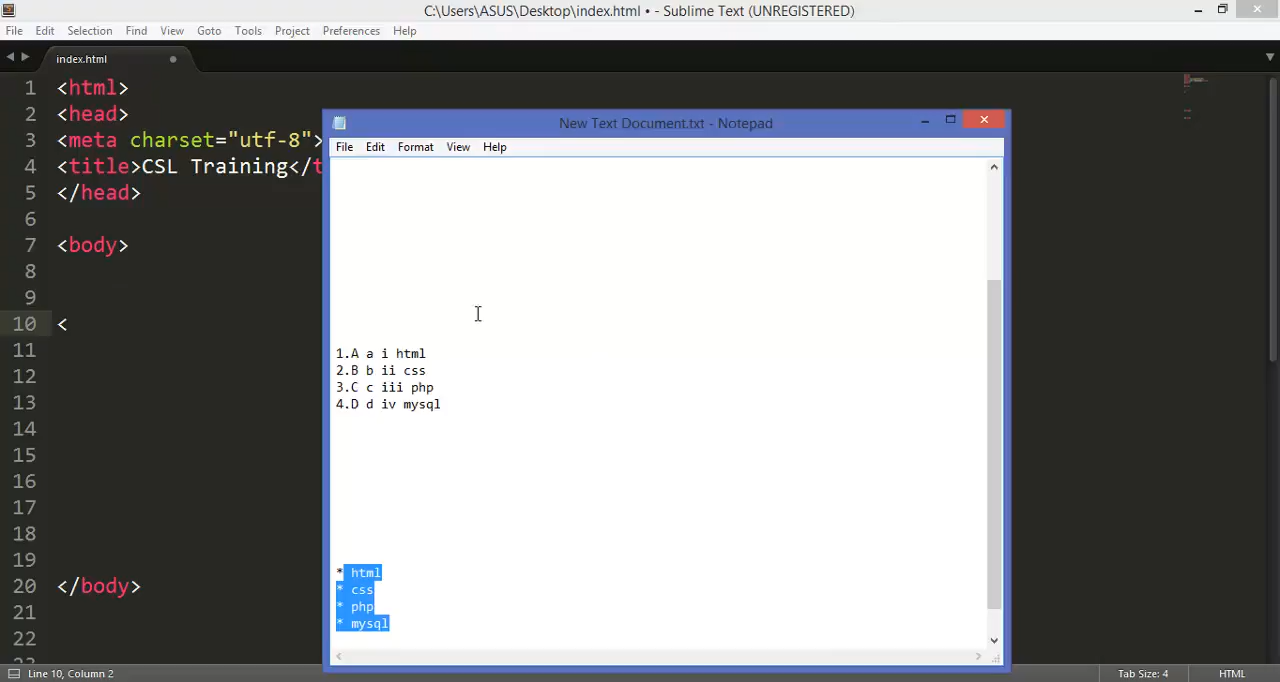 C:\Users\ASUS\Desktop\index.html • - Sublime Text (UNREGISTERED)
File Edit Selection Find View Goto Tools Project Preferences Help
index.html
1 <html>
2 <head>
3 <meta charset="utf-8">
4 <title>CSL Training</t
5 </head>
6
7 <body>
8
9
10 <
11
12
13
14
15
16
17
18
19
20 </body>
21
22
23
New Text Document.txt - Notepad
File Edit Format View Help
1.A a i html
2.B b ii css
3.C c iii php
4.D d iv mysql
* html
* css
* php
* mysql
Line 10, Column 2
Tab Size: 4
HTML